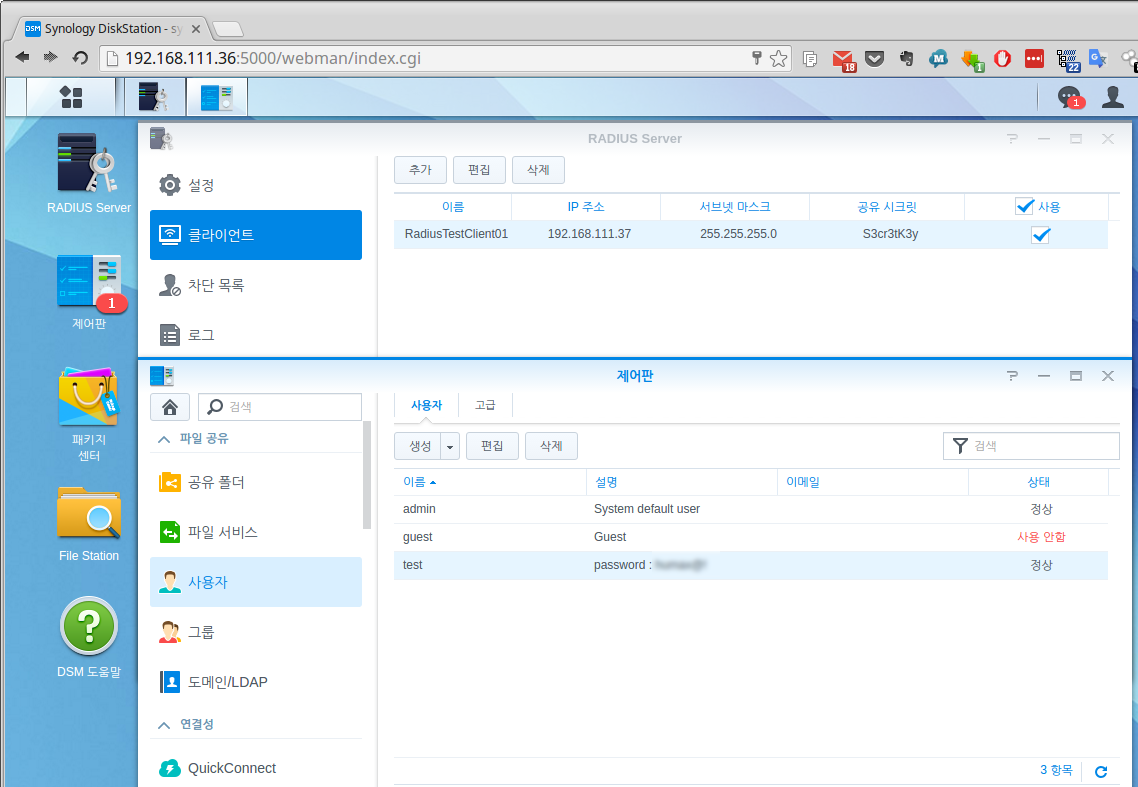 Synology DiskStation - sy
192.168.111.36:5000/webman/index.cgi
18
1
22
1
RADIUS Server
1
제어판
패키지
센터
File Station
DSM 도움말
RADIUS Server
설정
클라이언트
차단 목록
로그
추가 편집 삭제
이름 IP 주소 서브넷 마스크 공유 시크릿 사용
RadiusTestClient01 192.168.111.37 255.255.255.0 S3cr3tK3y
제어판
검색
파일 공유
공유 폴더
파일 서비스
사용자
그룹
도메인/LDAP
연결성
QuickConnect
사용자 고급
생성 편집 삭제 검색
이름 설명 이메일 상태
admin System default user 정상
guest Guest 사용 안함
test password : 정상
3 항목